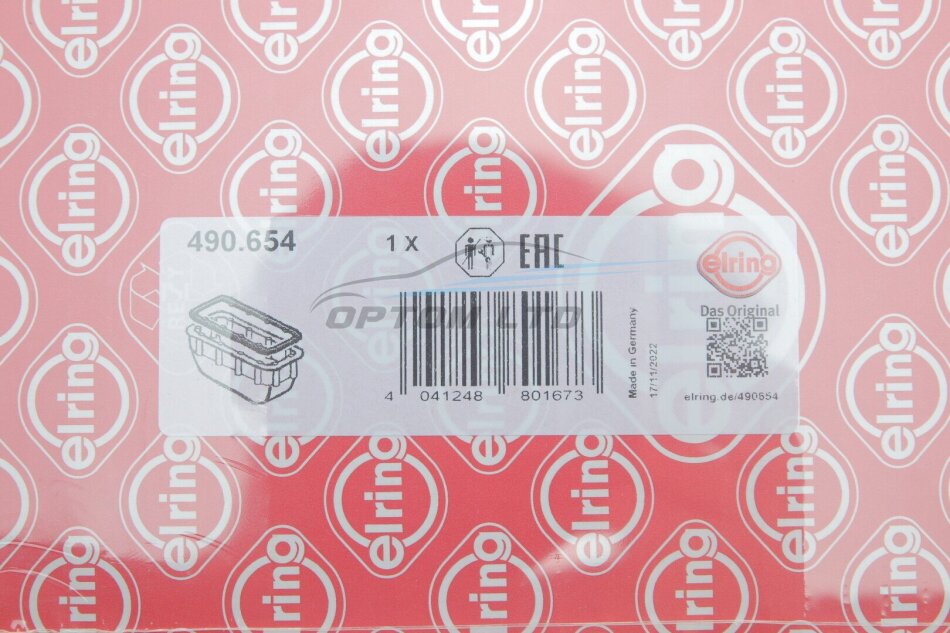 490.654 1 X EAC
elring
Das Original
OPTOM LTD
4 041248 801673
Made in Germany
17/11/2022
elring.de/490654
elring